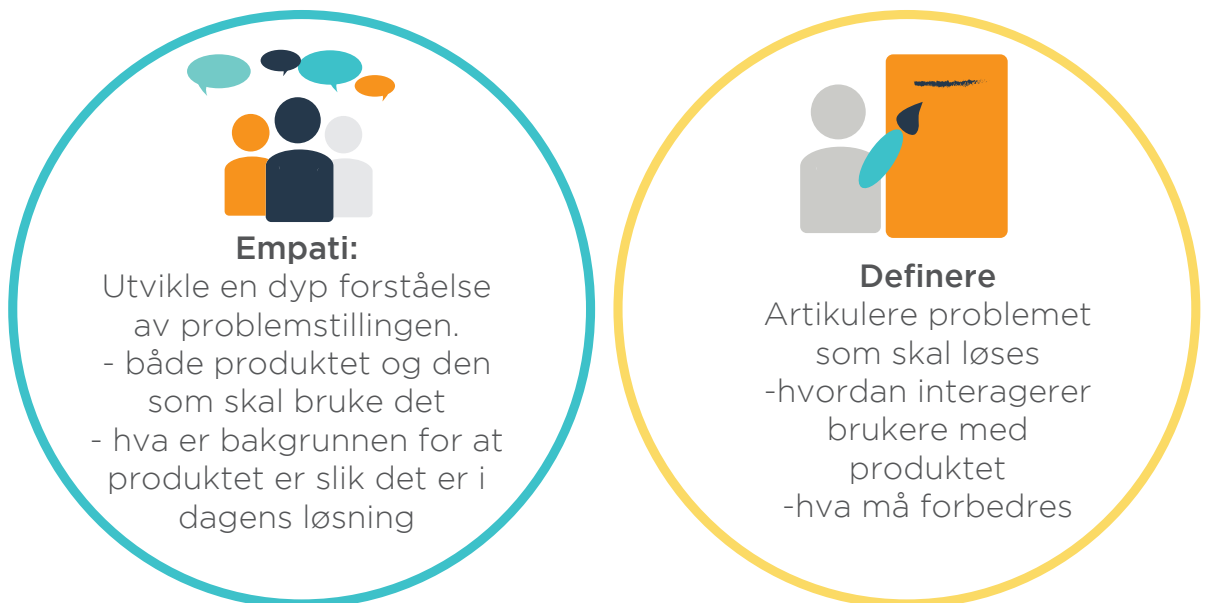 Empati:
Utvikle en dyp forståelse
av problemstillingen.
- både produktet og den
som skal bruke det
- hva er bakgrunnen for at
produktet er slik det er i
dagens løsning
Definere
Artikulere problemet
som skal løses
-hvordan interagerer
brukere med
produktet
-hva må forbedres